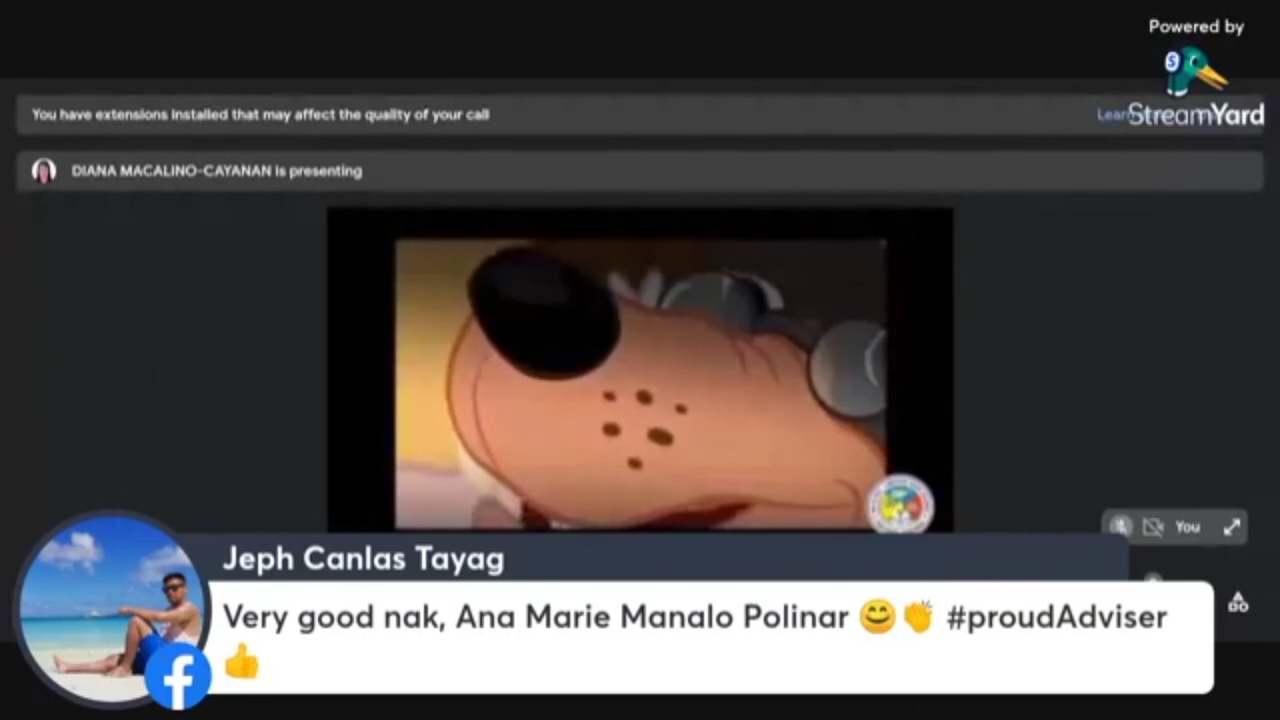 Powered by
StreamYard
You have extensions installed that may affect the quality of your call
DIANA MACALINO-CAYANAN is presenting
You
Jeph Canlas Tayag
Very good nak, Ana Marie Manalo Polinar 😊👏 #proudAdviser
👍